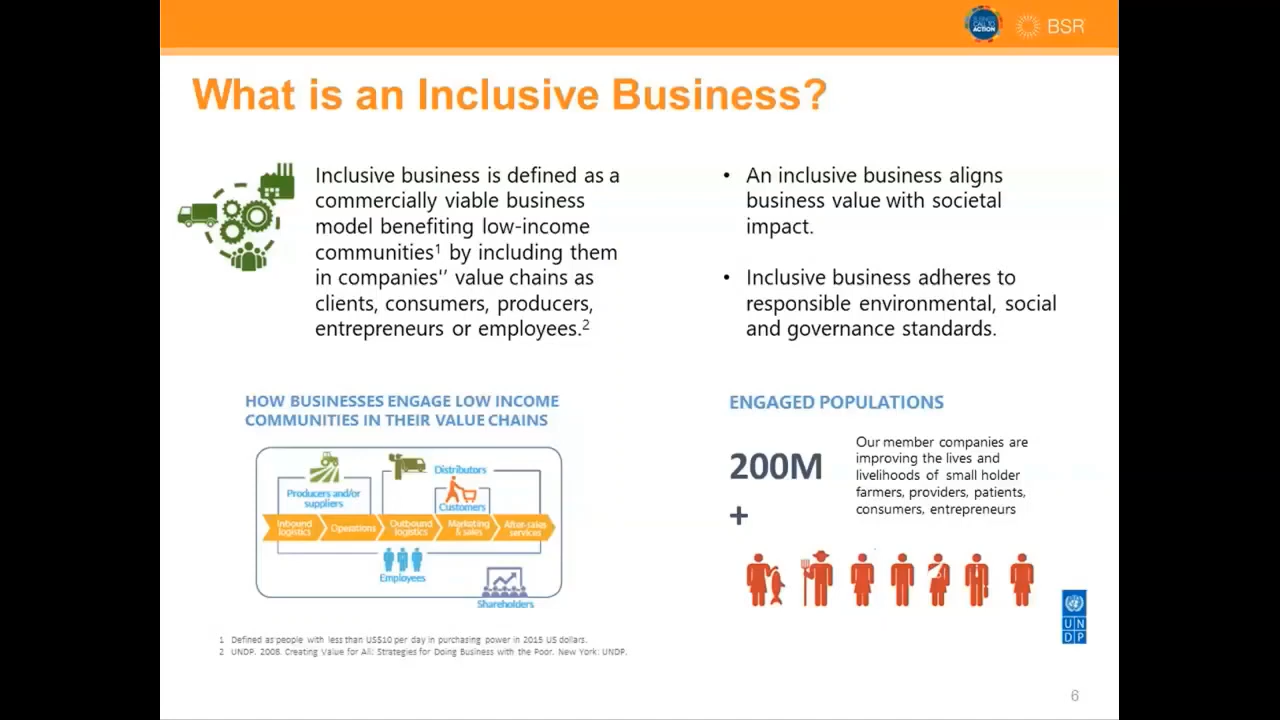 BUSINESS
CALL TO
ACTION
BSR
What is an Inclusive Business?
Inclusive business is defined as a
commercially viable business
model benefiting low-income
communities¹ by including them
in companies'’ value chains as
clients, consumers, producers,
entrepreneurs or employees.²
• An inclusive business aligns
business value with societal
impact.
• Inclusive business adheres to
responsible environmental, social
and governance standards.
HOW BUSINESSES ENGAGE LOW INCOME
COMMUNITIES IN THEIR VALUE CHAINS
Producers and/or
suppliers
Distributors
Customers
Inbound
logistics
Operations
Outbound
logistics
Marketing
& sales
After-sales
services
Employees
Shareholders
ENGAGED POPULATIONS
200M
+
Our member companies are
improving the lives and
livelihoods of small holder
farmers, providers, patients,
consumers, entrepreneurs
U N
D P
1 Defined as people with less than US$10 per day in purchasing power in 2015 US dollars.
2 UNDP. 2008. Creating Value for All: Strategies for Doing Business with the Poor. New York: UNDP.
6